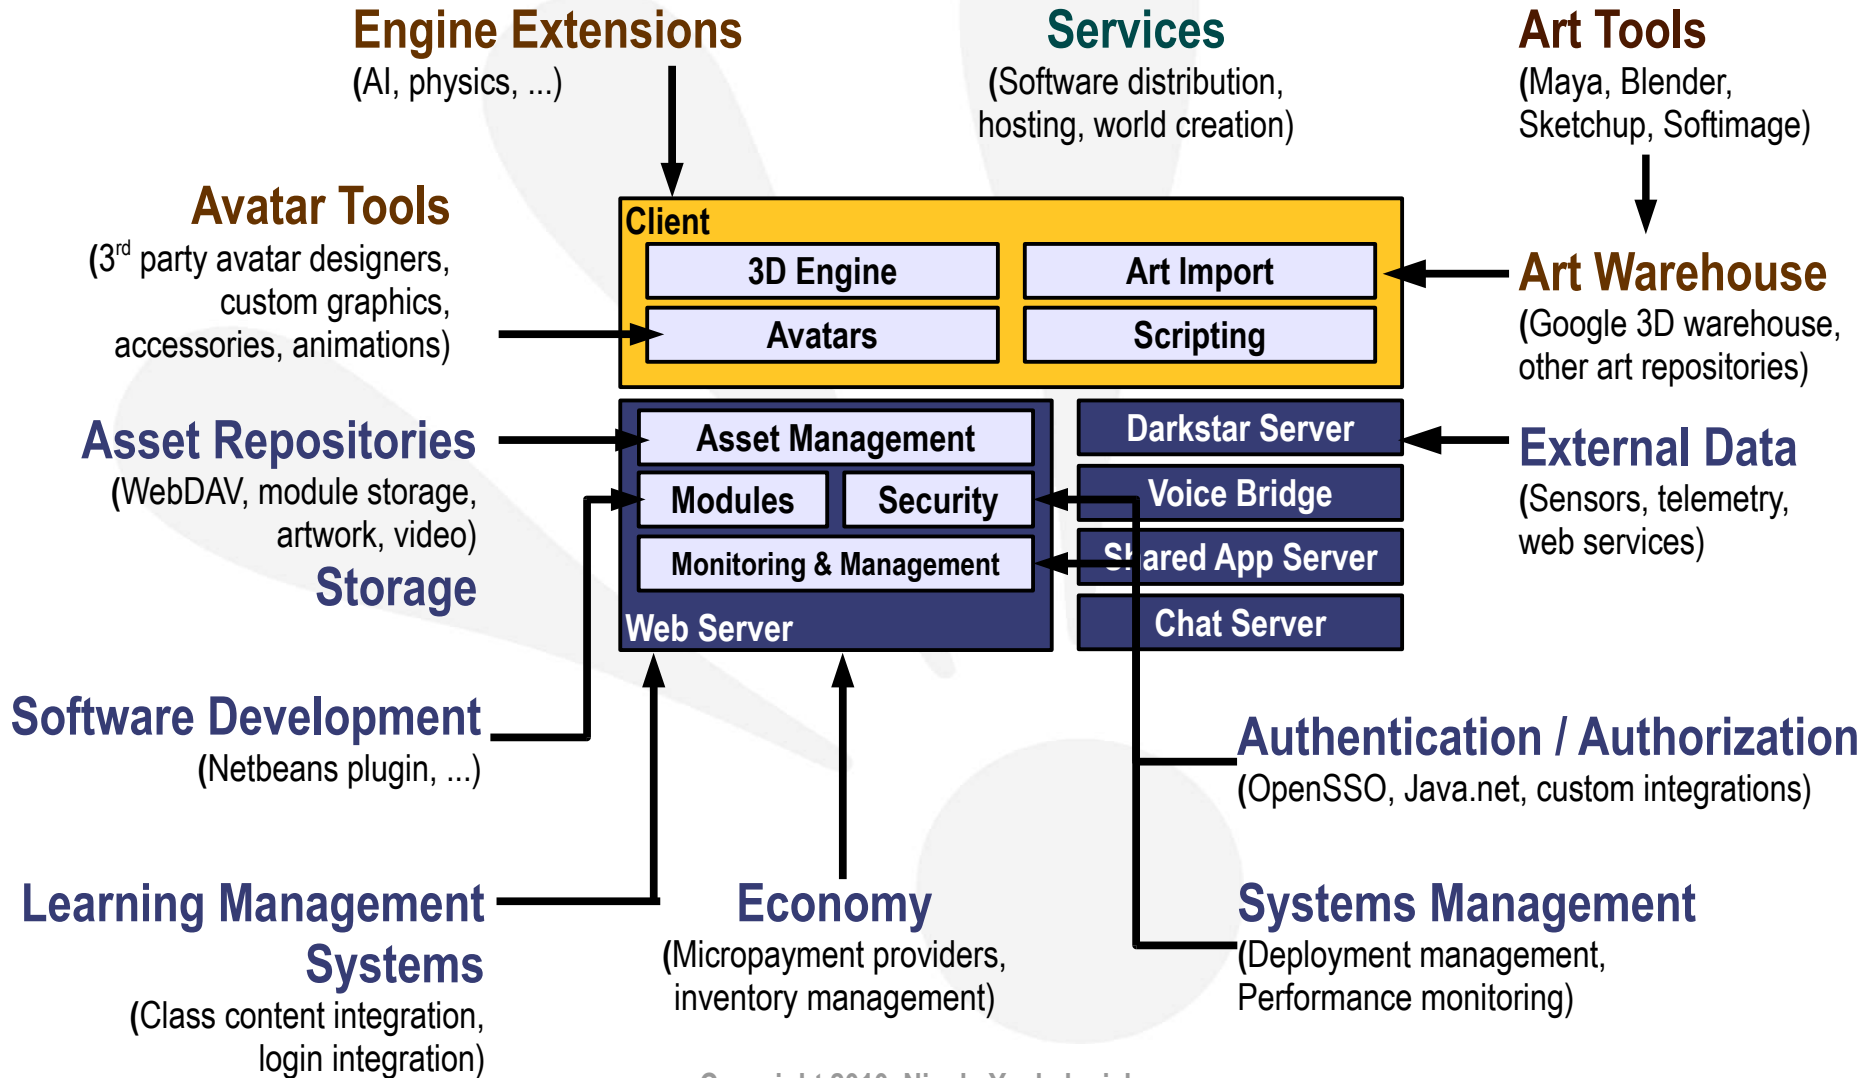 Engine Extensions
(AI, physics, ...)
Services
(Software distribution,
hosting, world creation)
Art Tools
(Maya, Blender,
Sketchup, Softimage)
Avatar Tools
(3rd party avatar designers,
custom graphics,
accessories, animations)
Client
3D Engine
Art Import
Avatars
Scripting
Art Warehouse
(Google 3D warehouse,
other art repositories)
Asset Repositories
(WebDAV, module storage,
artwork, video)
Storage
Asset Management
Modules
Security
Monitoring & Management
Web Server
Darkstar Server
Voice Bridge
Shared App Server
Chat Server
External Data
(Sensors, telemetry,
web services)
Software Development
(Netbeans plugin, ...)
Authentication / Authorization
(OpenSSO, Java.net, custom integrations)
Learning Management
Systems
(Class content integration,
login integration)
Economy
(Micropayment providers,
inventory management)
Systems Management
(Deployment management,
Performance monitoring)